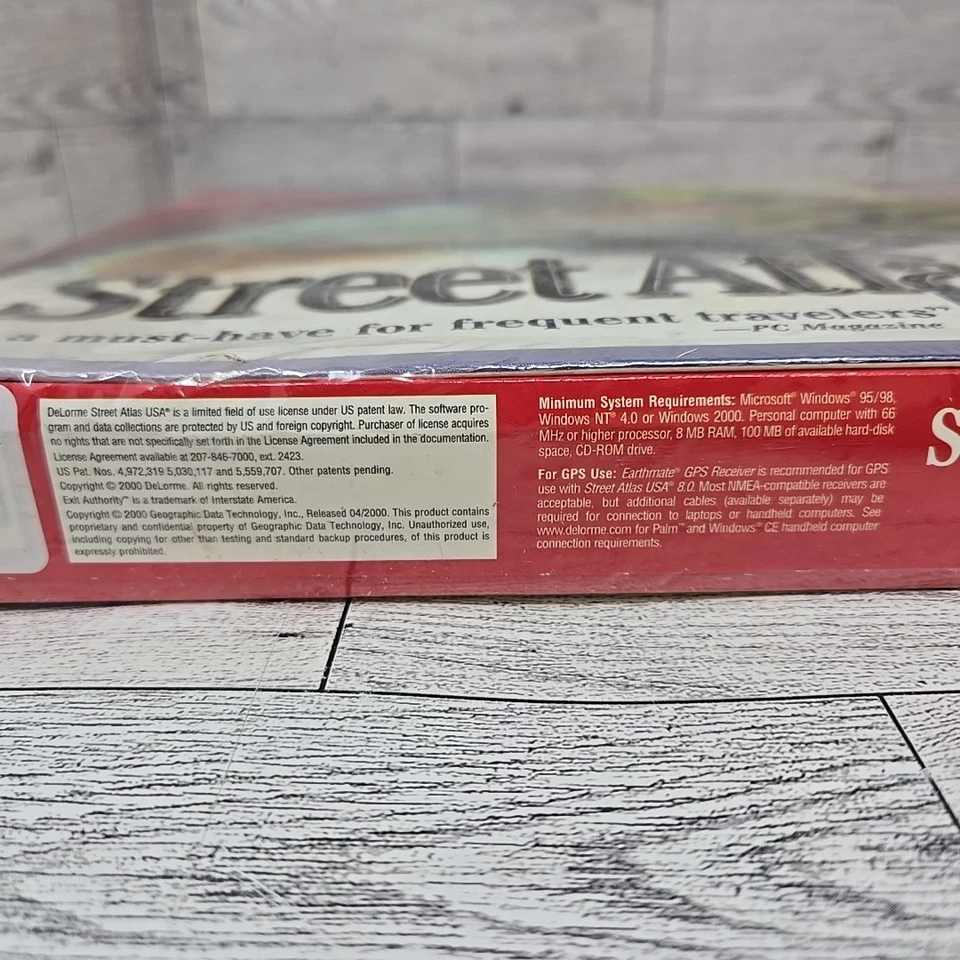 Street Atlas
a must-have for frequent travelers"
—PC Magazine
DeLorme Street Atlas USA® is a limited field of use license under US patent law. The software pro-
gram and data collections are protected by US and foreign copyright. Purchaser of license acquires
no rights that are not specifically set forth in the License Agreement included in the documentation.
License Agreement available at 207-846-7000, ext. 2423.
US Pat. Nos. 4,972,319 5,030,117 and 5,559,707. Other patents pending.
Copyright © 2000 DeLorme. All rights reserved.
Exit Authority™ is a trademark of Interstate America.
Copyright © 2000 Geographic Data Technology, Inc., Released 04/2000. This product contains
proprietary and confidential property of Geographic Data Technology, Inc. Unauthorized use,
including copying for other than testing and standard backup procedures, of this product is
expressly prohibited.
Minimum System Requirements: Microsoft® Windows® 95/98,
Windows NT® 4.0 or Windows 2000. Personal computer with 66
MHz or higher processor, 8 MB RAM, 100 MB of available hard-disk
space, CD-ROM drive.
For GPS Use: Earthmate® GPS Receiver is recommended for GPS
use with Street Atlas USA® 8.0. Most NMEA-compatible receivers are
acceptable, but additional cables (available separately) may be
required for connection to laptops or handheld computers. See
www.delorme.com for Palm™ and Windows® CE handheld computer
connection requirements.
S